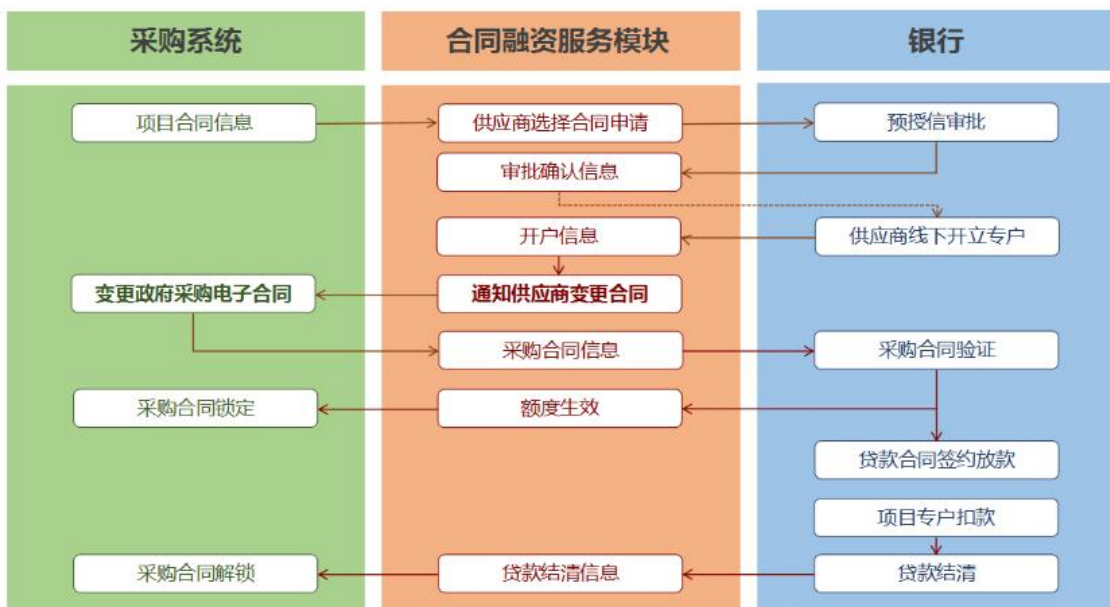 采购系统
合同融资服务模块
银行
项目合同信息
供应商选择合同申请
预授信审批
审批确认信息
开户信息
供应商线下开立专户
变更政府采购电子合同
通知供应商变更合同
采购合同信息
采购合同验证
采购合同锁定
额度生效
贷款合同签约放款
项目专户扣款
采购合同解锁
贷款结清信息
贷款结清